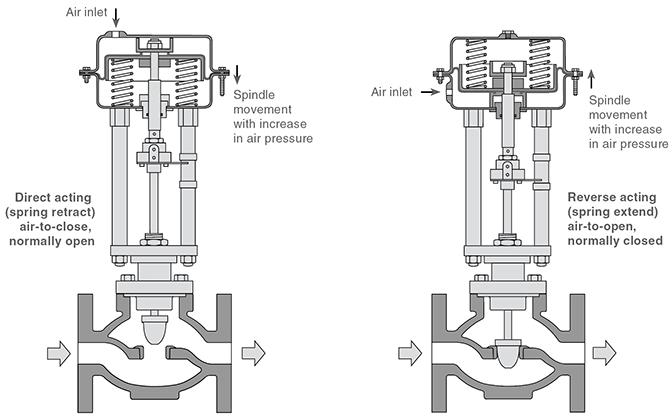 Air inlet
Spindle
movement
with increase
in air pressure
Direct acting
(spring retract)
air-to-close,
normally open
Air inlet
Spindle
movement
with increase
in air pressure
Reverse acting
(spring extend)
air-to-open,
normally closed